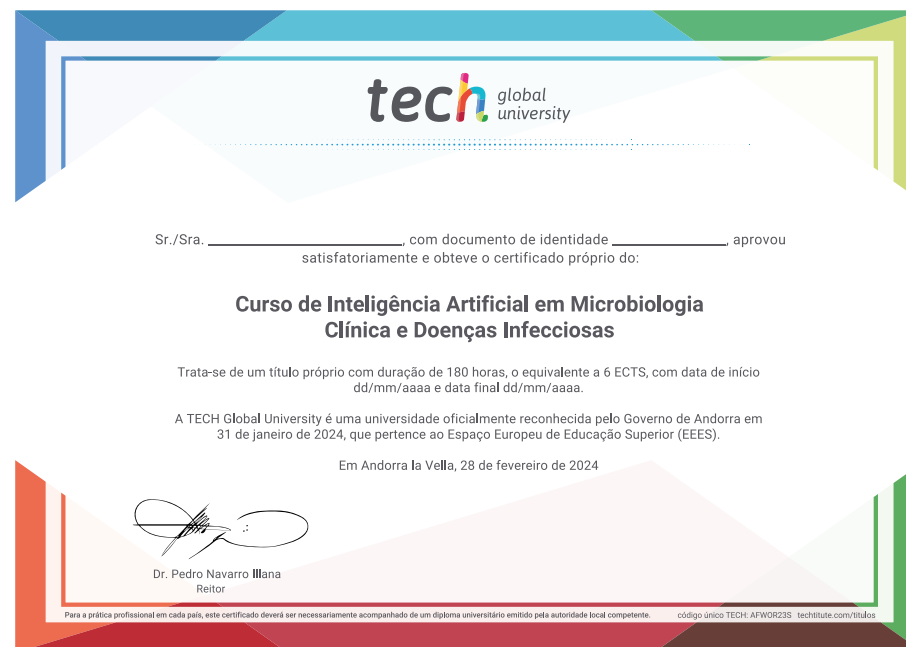 tech global university
Sr./Sra. ____________________, com documento de identidade ____________, aprovou
satisfatoriamente e obteve o certificado próprio do:
Curso de Inteligência Artificial em Microbiologia
Clínica e Doenças Infecciosas
Trata-se de um título próprio com duração de 180 horas, o equivalente a 6 ECTS, com data de início
dd/mm/aaaa e data final dd/mm/aaaa.
A TECH Global University é uma universidade oficialmente reconhecida pelo Governo de Andorra em
31 de janeiro de 2024, que pertence ao Espaço Europeu de Educação Superior (EEES).
Em Andorra la Vella, 28 de fevereiro de 2024
Dr. Pedro Navarro Illana
Reitor
Para a prática profissional em cada país, este certificado deverá ser necessariamente acompanhado de um diploma universitário emitido pela autoridade local competente. código único TECH: AFWOR23S techtitute.com/titulos